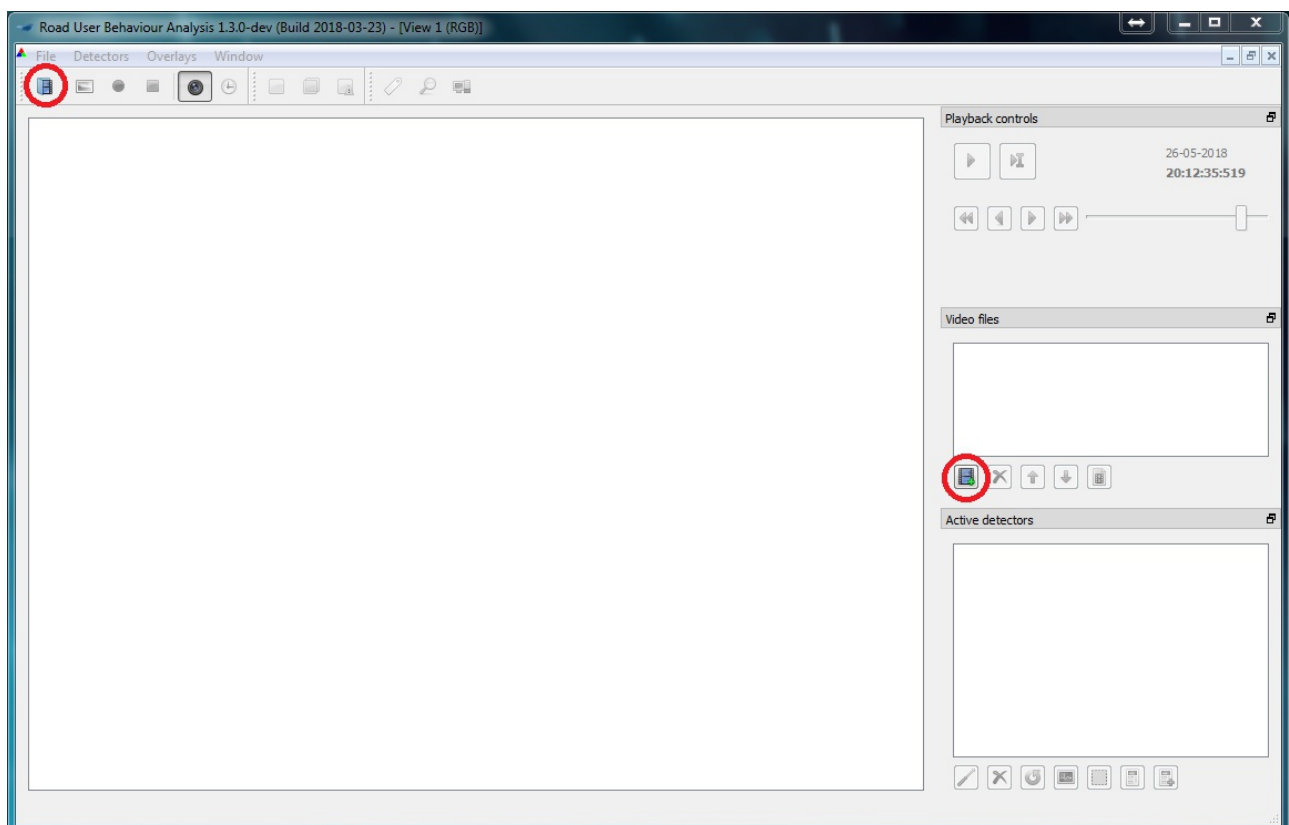 Road User Behaviour Analysis 1.3.0-dev (Build 2018-03-23) - [View 1 (RGB)]
File Detectors Overlays Window
Playback controls
26-05-2018
20:12:35:519
Video files
Active detectors